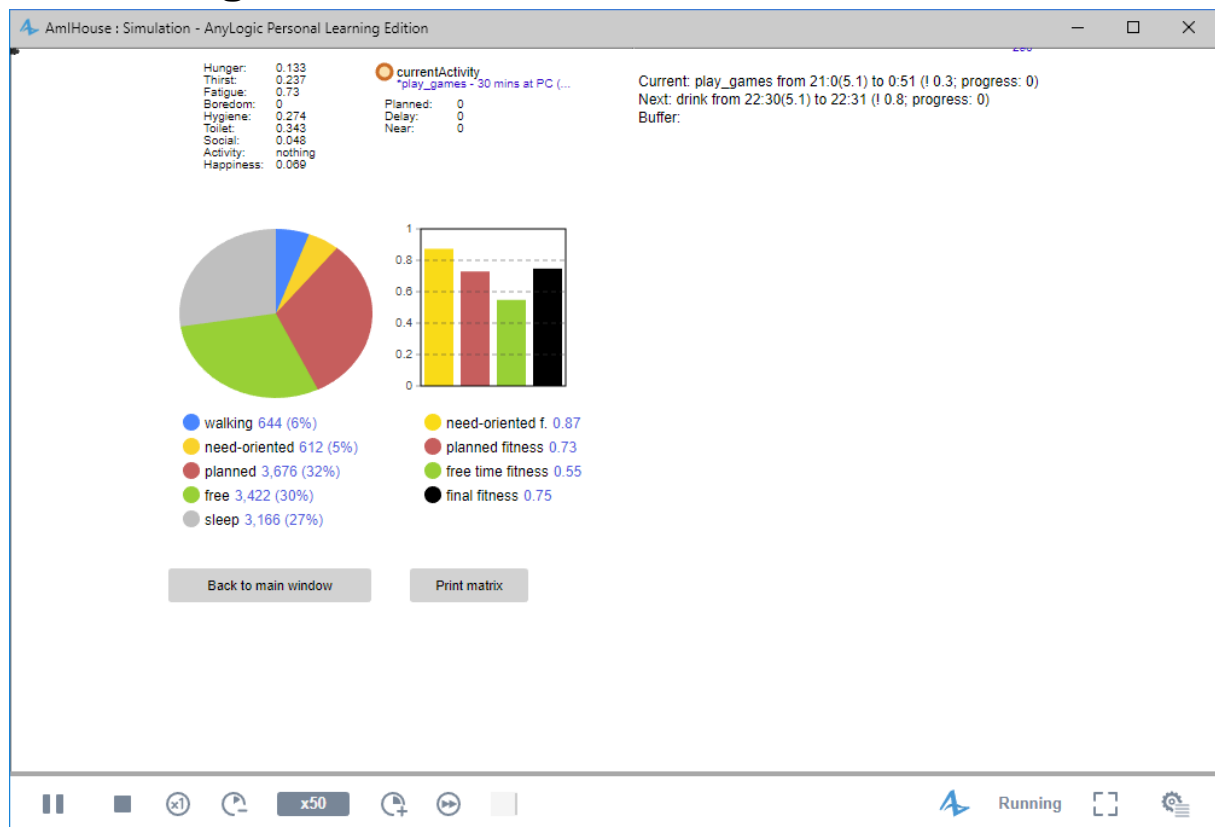 AmIHouse : Simulation - AnyLogic Personal Learning Edition
Hunger: 0.133
Thirst: 0.237
Fatigue: 0.73
Boredom: 0
Hygiene: 0.274
Toilet: 0.343
Social: 0.048
Activity: nothing
Happiness: 0.069
currentActivity
*play_games - 30 mins at PC (...
Planned: 0
Delay: 0
Near: 0
Current: play_games from 21:0(5.1) to 0:51 (! 0.3; progress: 0)
Next: drink from 22:30(5.1) to 22:31 (! 0.8; progress: 0)
Buffer:
1
0.8
0.6
0.4
0.2
0
walking 644 (6%)
need-oriented 612 (5%)
planned 3,676 (32%)
free 3,422 (30%)
sleep 3,166 (27%)
need-oriented f. 0.87
planned fitness 0.73
free time fitness 0.55
final fitness 0.75
Back to main window
Print matrix
x1
x50
Running